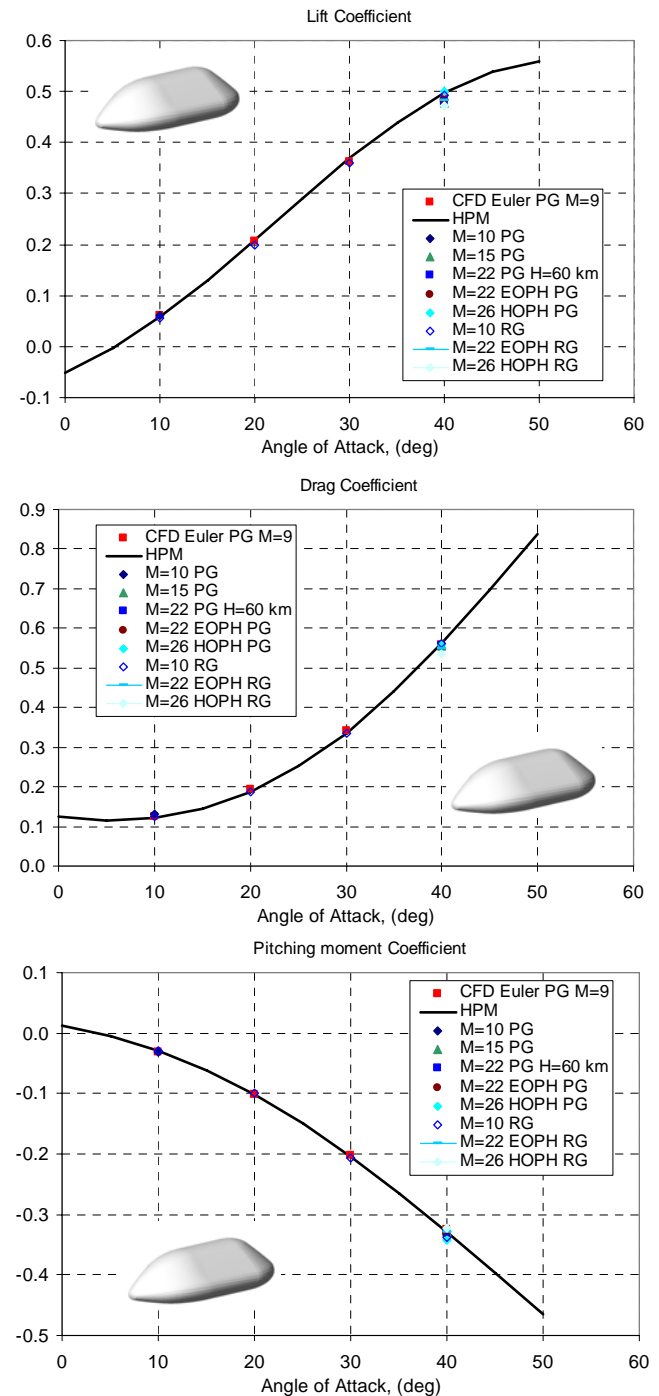 Lift Coefficient
0.6
0.5
0.4
0.3
0.2
0.1
0.0
-0.1
CFD Euler PG M=9
HPM
M=10 PG
M=15 PG
M=22 PG H=60 km
M=22 EOPH PG
M=26 HOPH PG
M=10 RG
M=22 EOPH RG
M=26 HOPH RG
0 10 20 30 40 50 60
Angle of Attack, (deg)
Drag Coefficient
0.9
0.8
0.7
0.6
0.5
0.4
0.3
0.2
0.1
0.0
CFD Euler PG M=9
HPM
M=10 PG
M=15 PG
M=22 PG H=60 km
M=22 EOPH PG
M=26 HOPH PG
M=10 RG
M=22 EOPH RG
M=26 HOPH RG
0 10 20 30 40 50 60
Angle of Attack, (deg)
Pitching moment Coefficient
0.1
0.0
-0.1
-0.2
-0.3
-0.4
-0.5
CFD Euler PG M=9
HPM
M=10 PG
M=15 PG
M=22 PG H=60 km
M=22 EOPH PG
M=26 HOPH PG
M=10 RG
M=22 EOPH RG
M=26 HOPH RG
0 10 20 30 40 50 60
Angle of Attack, (deg)